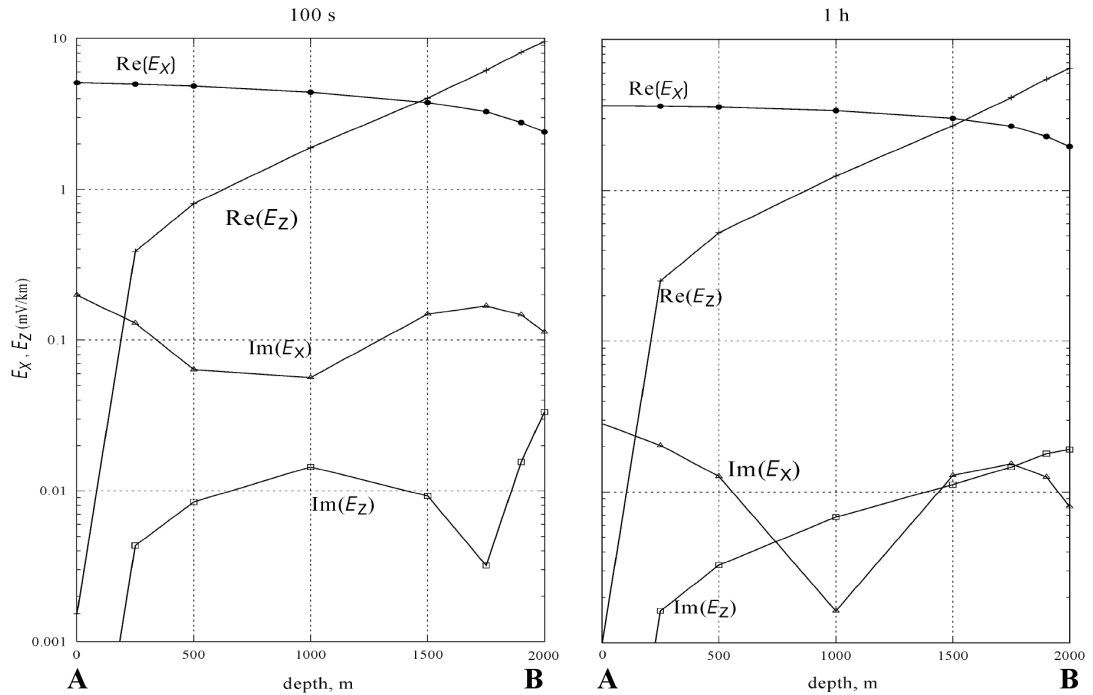 100 s
1 h
10
1
0.1
0.01
0.001
E_X , E_Z (mV/km)
Re(E_X)
Re(E_Z)
Im(E_X)
Im(E_Z)
Re(E_X)
Re(E_Z)
Im(E_X)
Im(E_Z)
0 500 1000 1500 2000
0 500 1000 1500 2000
A depth, m B
A depth, m B